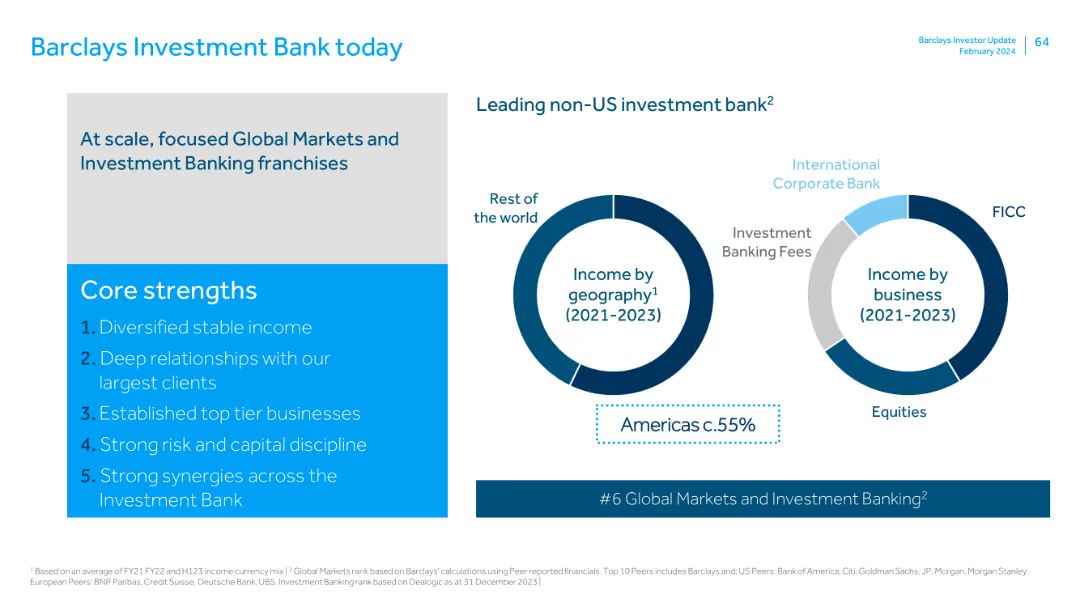 Barclays Investment Bank today
Barclays Investor Update
February 2024
64
At scale, focused Global Markets and
Investment Banking franchises
Core strengths
1. Diversified stable income
2. Deep relationships with our
largest clients
3. Established top tier businesses
4. Strong risk and capital discipline
5. Strong synergies across the
Investment Bank
Leading non-US investment bank²
Rest of
the world
Income by
geography¹
(2021-2023)
Americas c.55%
International
Corporate Bank
Investment
Banking Fees
FICC
Income by
business
(2021-2023)
Equities
#6 Global Markets and Investment Banking²
¹ Based on an average of FY21 FY22 and H123 income currency mix | ² Global Markets rank based on Barclays' calculations using Peer reported financials. Top 10 Peers includes Barclays and; US Peers: Bank of America, Citi, Goldman Sachs, J.P. Morgan, Morgan Stanley.
European Peers: BNP Paribas, Credit Suisse, Deutsche Bank, UBS. Investment Banking rank based on Dealogic as at 31 December 2023 |